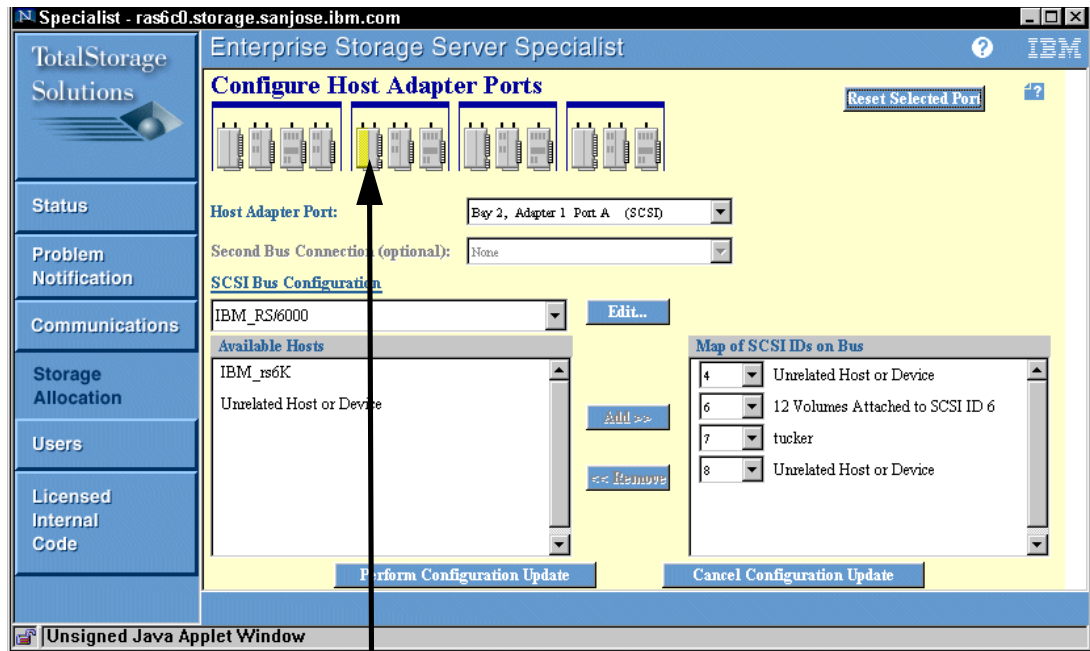 Specialist - ras6c0.storage.sanjose.ibm.com
TotalStorage
Solutions
Enterprise Storage Server Specialist
?
IBM
Configure Host Adapter Ports
Reset Selected Port
?
Status
Problem
Notification
Communications
Storage
Allocation
Users
Licensed
Internal
Code
Host Adapter Port:
Bay 2, Adapter 1 Port A (SCSI)
Second Bus Connection (optional):
None
SCSI Bus Configuration
IBM_RS/6000
Edit...
Available Hosts
IBM_rs6K
Unrelated Host or Device
Add >>
<< Remove
Map of SCSI IDs on Bus
4 Unrelated Host or Device
6 12 Volumes Attached to SCSI ID 6
7 tucker
8 Unrelated Host or Device
Perform Configuration Update
Cancel Configuration Update
Unsigned Java Applet Window